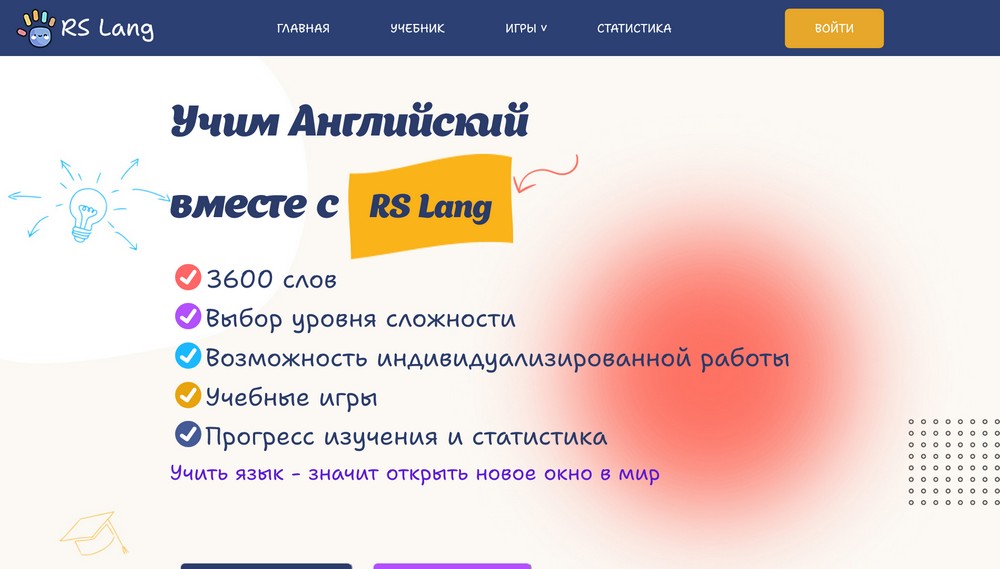 RS Lang
ГЛАВНАЯ
УЧЕБНИК
ИГРЫ ˅
СТАТИСТИКА
ВОЙТИ
Учим Английский
вместе с RS Lang
3600 слов
Выбор уровня сложности
Возможность индивидуализированной работы
Учебные игры
Прогресс изучения и статистика
Учить язык - значит открыть новое окно в мир